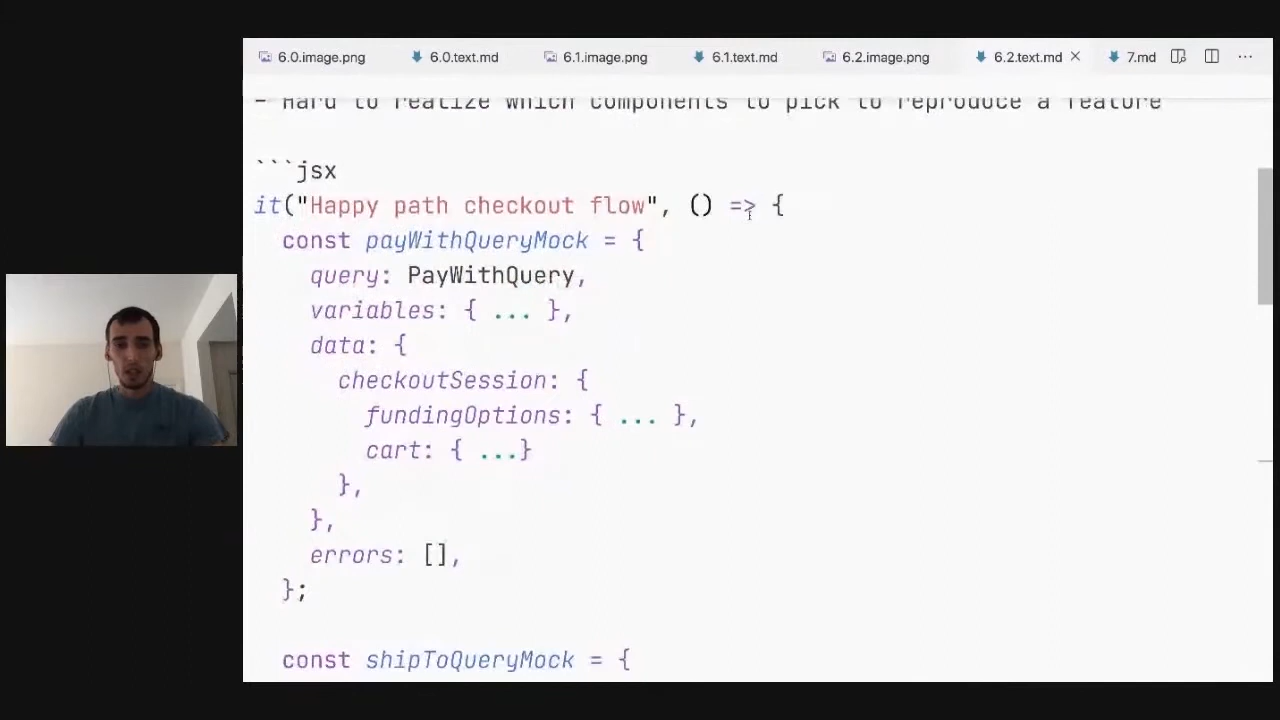 6.0.image.png 6.0.text.md 6.1.image.png 6.1.text.md 6.2.image.png 6.2.text.md 7.md ...
- Hard to realize which components to pick to reproduce a feature
```jsx
it("Happy path checkout flow", () => {
const payWithQueryMock = {
query: PayWithQuery,
variables: { ... },
data: {
checkoutSession: {
fundingOptions: { ... },
cart: { ...}
},
},
errors: [],
};
const shipToQueryMock = {